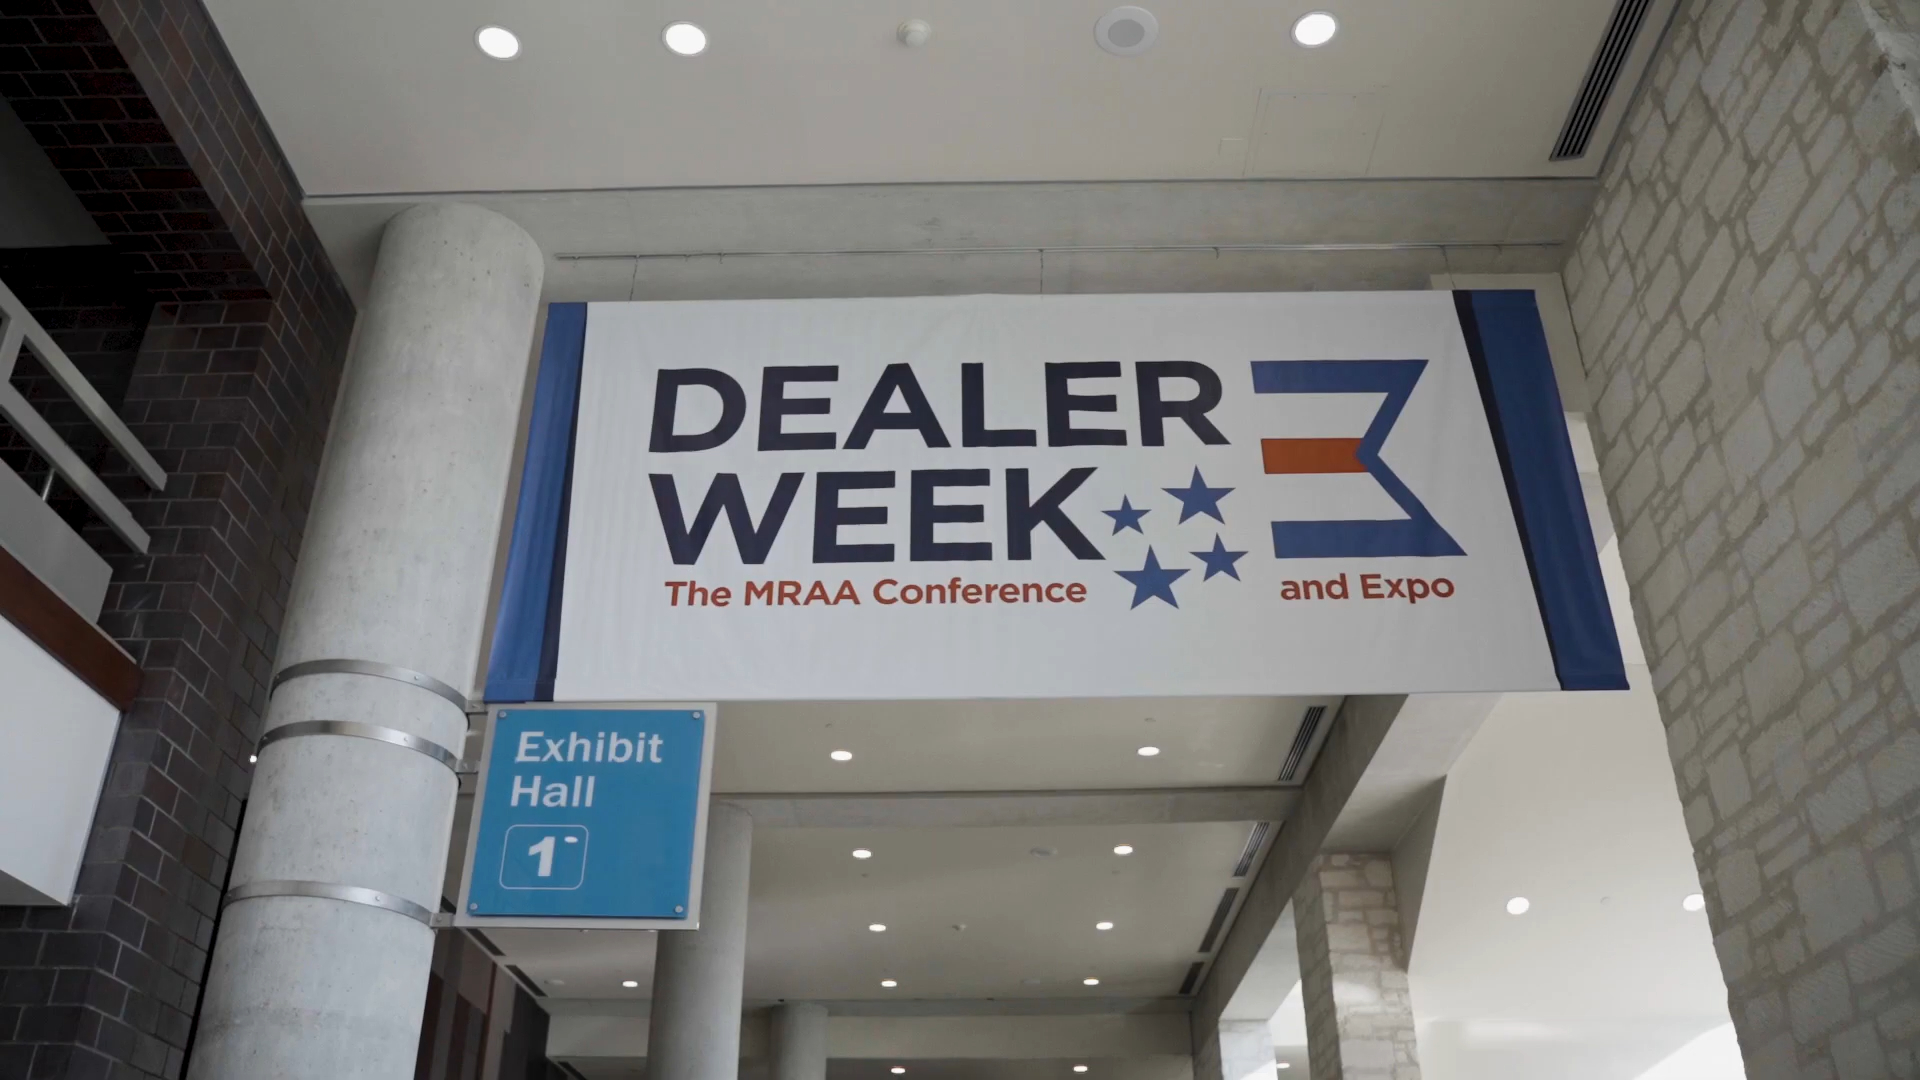 DEALER
WEEK
The MRAA Conference and Expo
Exhibit
Hall
1